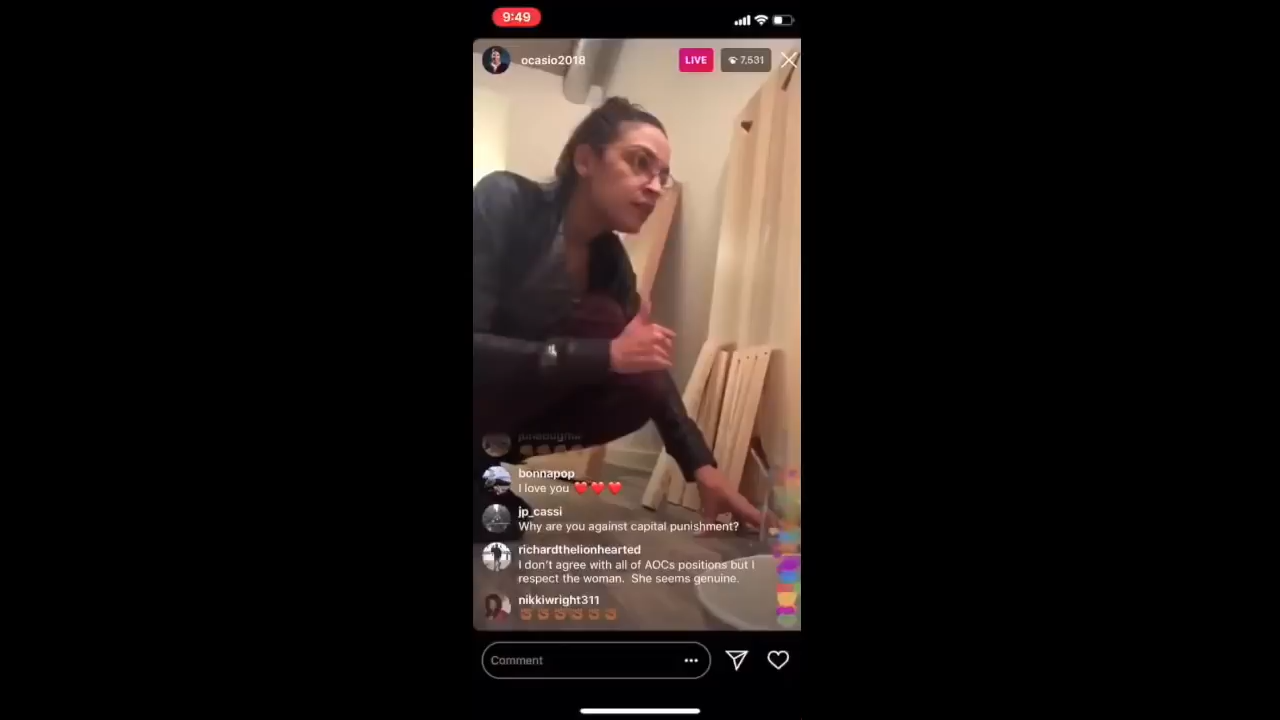 9:49
ocasio2018
LIVE
7,531
bonnapop
I love you ❤️❤️❤️
jp_cassi
Why are you against capital punishment?
richardthelionhearted
I don't agree with all of AOCs positions but I
respect the woman. She seems genuine.
nikkiwright311
Comment